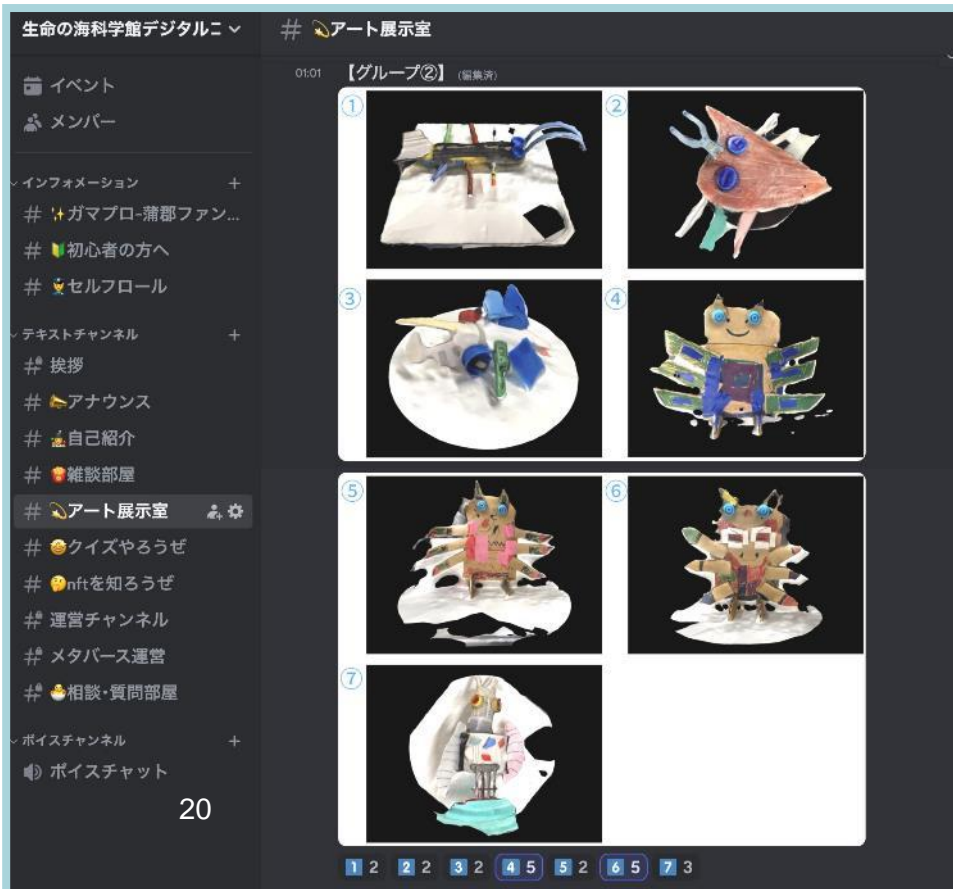 生命の海科学館デジタルニ
イベント
メンバー
インフォメーション +
# ✨ガマプロ-蒲郡ファン...
# 🔰初心者の方へ
# 👮セルフロール
テキストチャンネル +
# 挨拶
# 📣アナウンス
# 自己紹介
# 🍟雑談部屋
# 💫アート展示室
# 🤩クイズやろうぜ
# 🤔nftを知ろうぜ
# 運営チャンネル
# メタバース運営
# 🐣相談・質問部屋
ボイスチャンネル +
ボイスチャット
20
# 💫アート展示室
01:01 【グループ②】 (編集済)
① ②
③ ④
⑤ ⑥
⑦
1 2 2 2 3 2 4 5 5 2 6 5 7 3